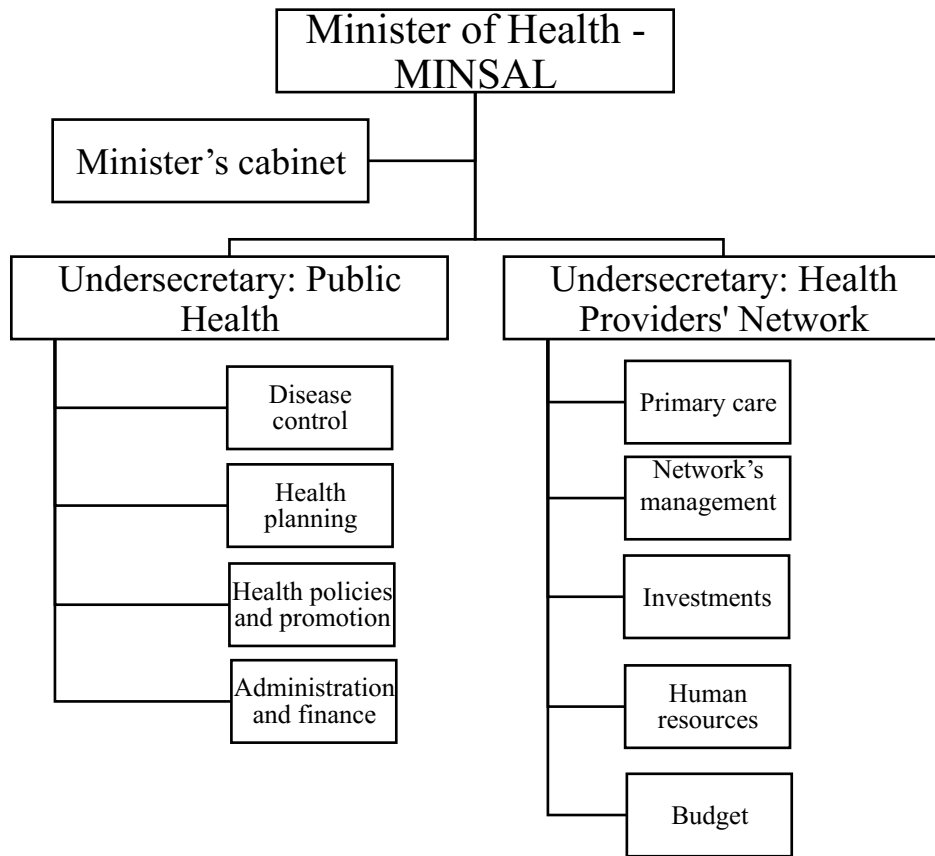 Minister of Health -
MINSAL
Minister’s cabinet
Undersecretary: Public
Health
Disease
control
Health
planning
Health policies
and promotion
Administration
and finance
Undersecretary: Health
Providers' Network
Primary care
Network’s
management
Investments
Human
resources
Budget